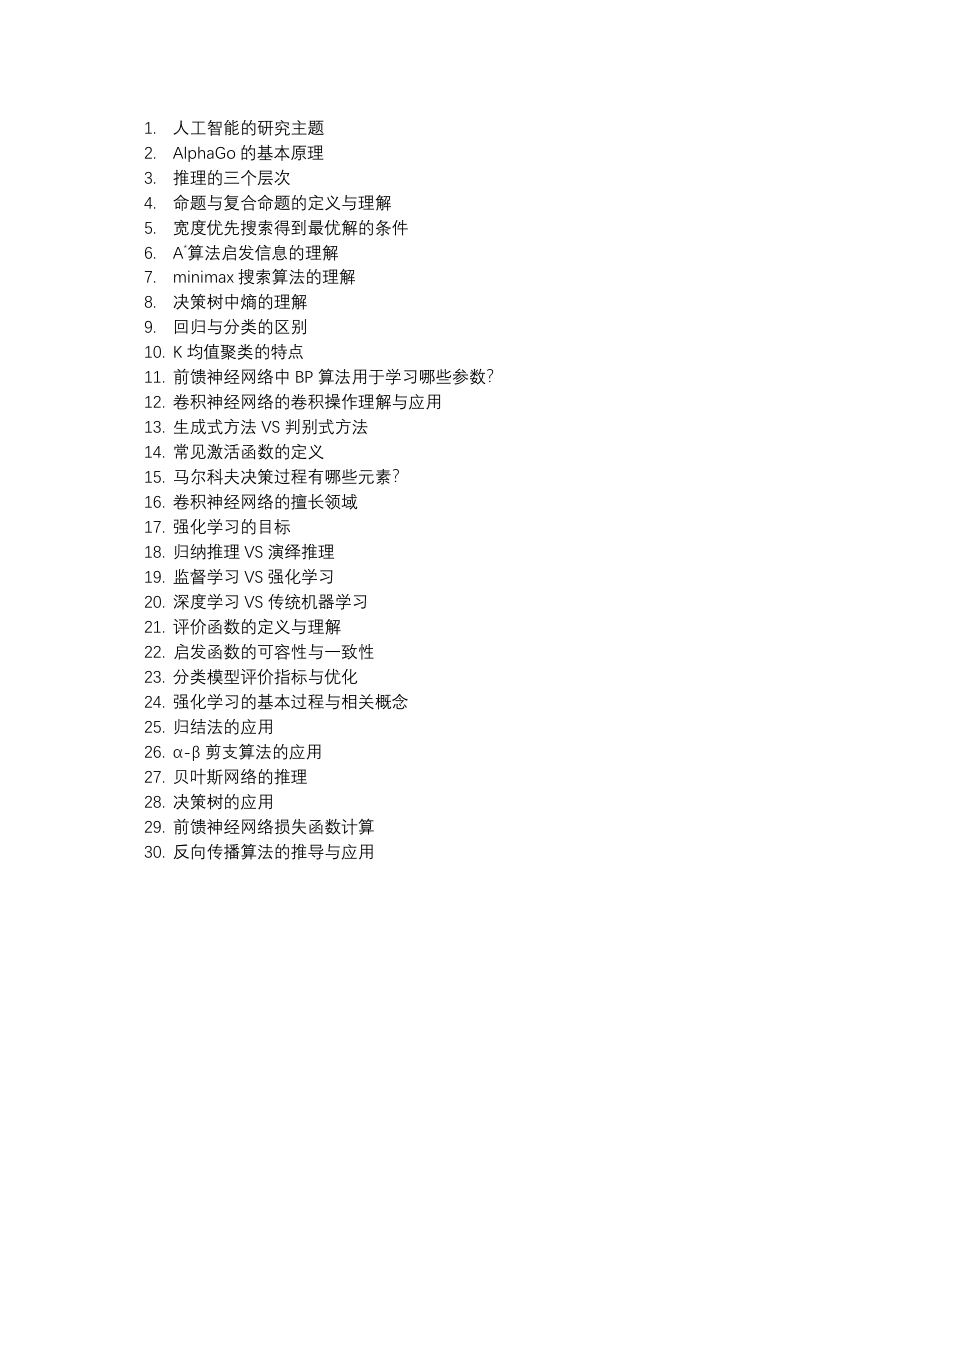 1. 人工智能的研究主题
2. AlphaGo 的基本原理
3. 推理的三个层次
4. 命题与复合命题的定义与理解
5. 宽度优先搜索得到最优解的条件
6. A*算法启发信息的理解
7. minimax 搜索算法的理解
8. 决策树中熵的理解
9. 回归与分类的区别
10. K 均值聚类的特点
11. 前馈神经网络中 BP 算法用于学习哪些参数?
12. 卷积神经网络的卷积操作理解与应用
13. 生成式方法 VS 判别式方法
14. 常见激活函数的定义
15. 马尔科夫决策过程有哪些元素?
16. 卷积神经网络的擅长领域
17. 强化学习的目标
18. 归纳推理 VS 演绎推理
19. 监督学习 VS 强化学习
20. 深度学习 VS 传统机器学习
21. 评价函数的定义与理解
22. 启发函数的可容性与一致性
23. 分类模型评价指标与优化
24. 强化学习的基本过程与相关概念
25. 归结法的应用
26. α-β 剪支算法的应用
27. 贝叶斯网络的推理
28. 决策树的应用
29. 前馈神经网络损失函数计算
30. 反向传播算法的推导与应用